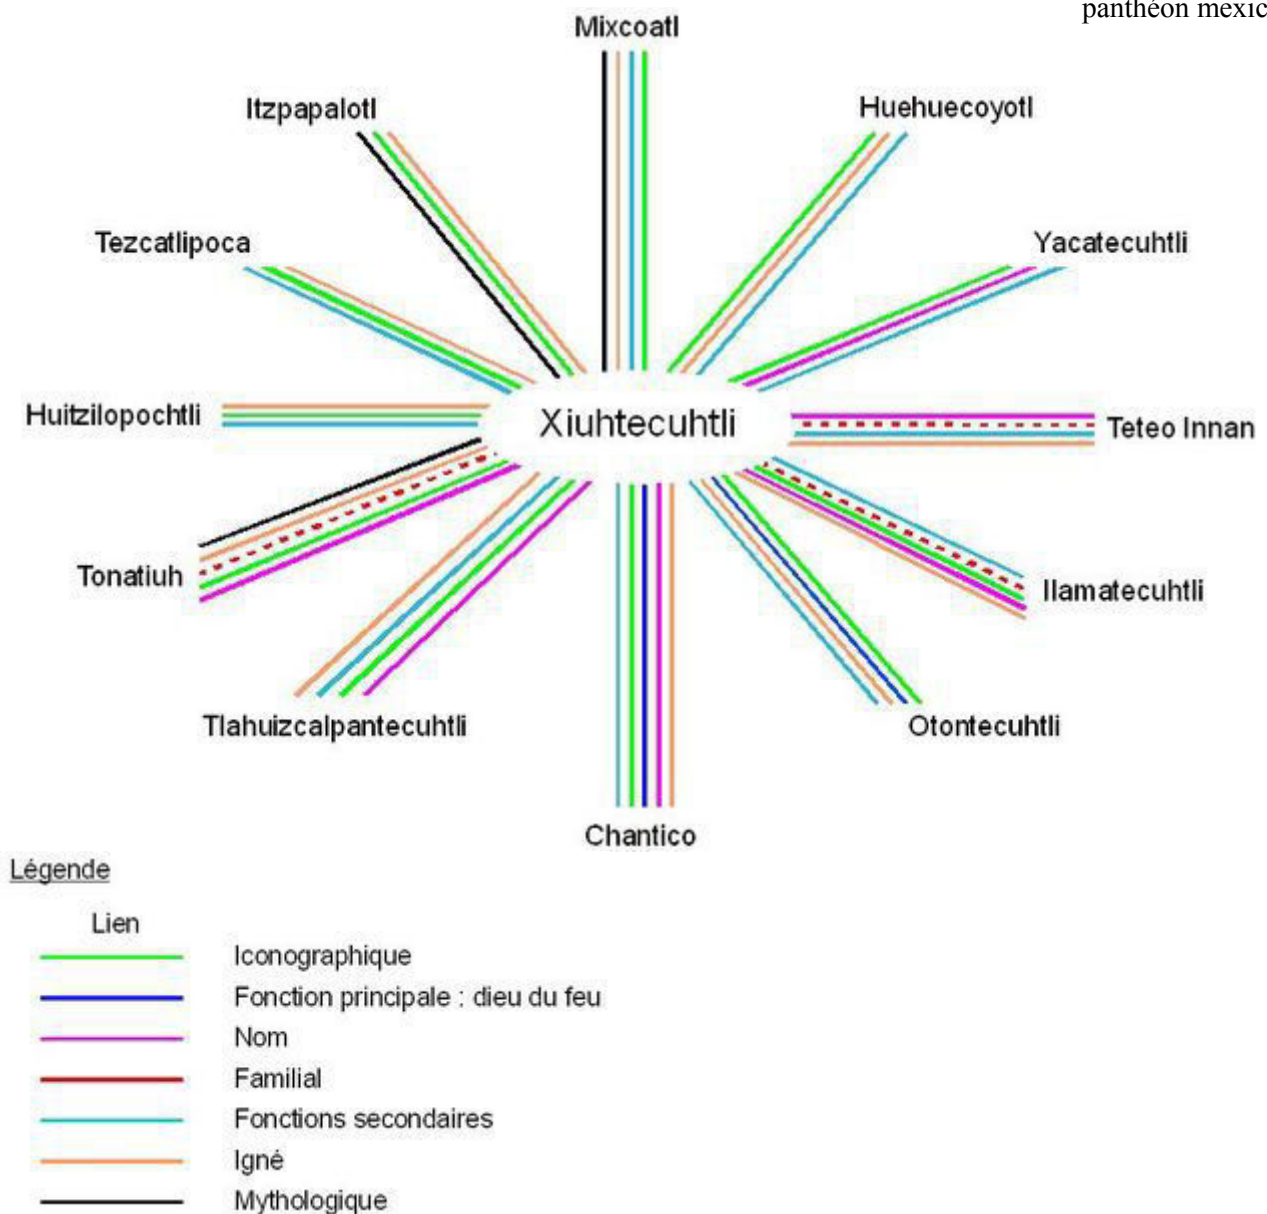 panthéon mexic
Mixcoatl
Itzpapalotl
Huehuecoyotl
Tezcatlipoca
Yacatecuhtli
Huitzilopochtli
Xiuhtecuhtli
Teteo Innan
Tonatiuh
Ilamatecuhtli
Tlahuizcalpantecuhtli
Otontecuhtli
Chantico
Légende
Lien
Iconographique
Fonction principale : dieu du feu
Nom
Familial
Fonctions secondaires
Igné
Mythologique